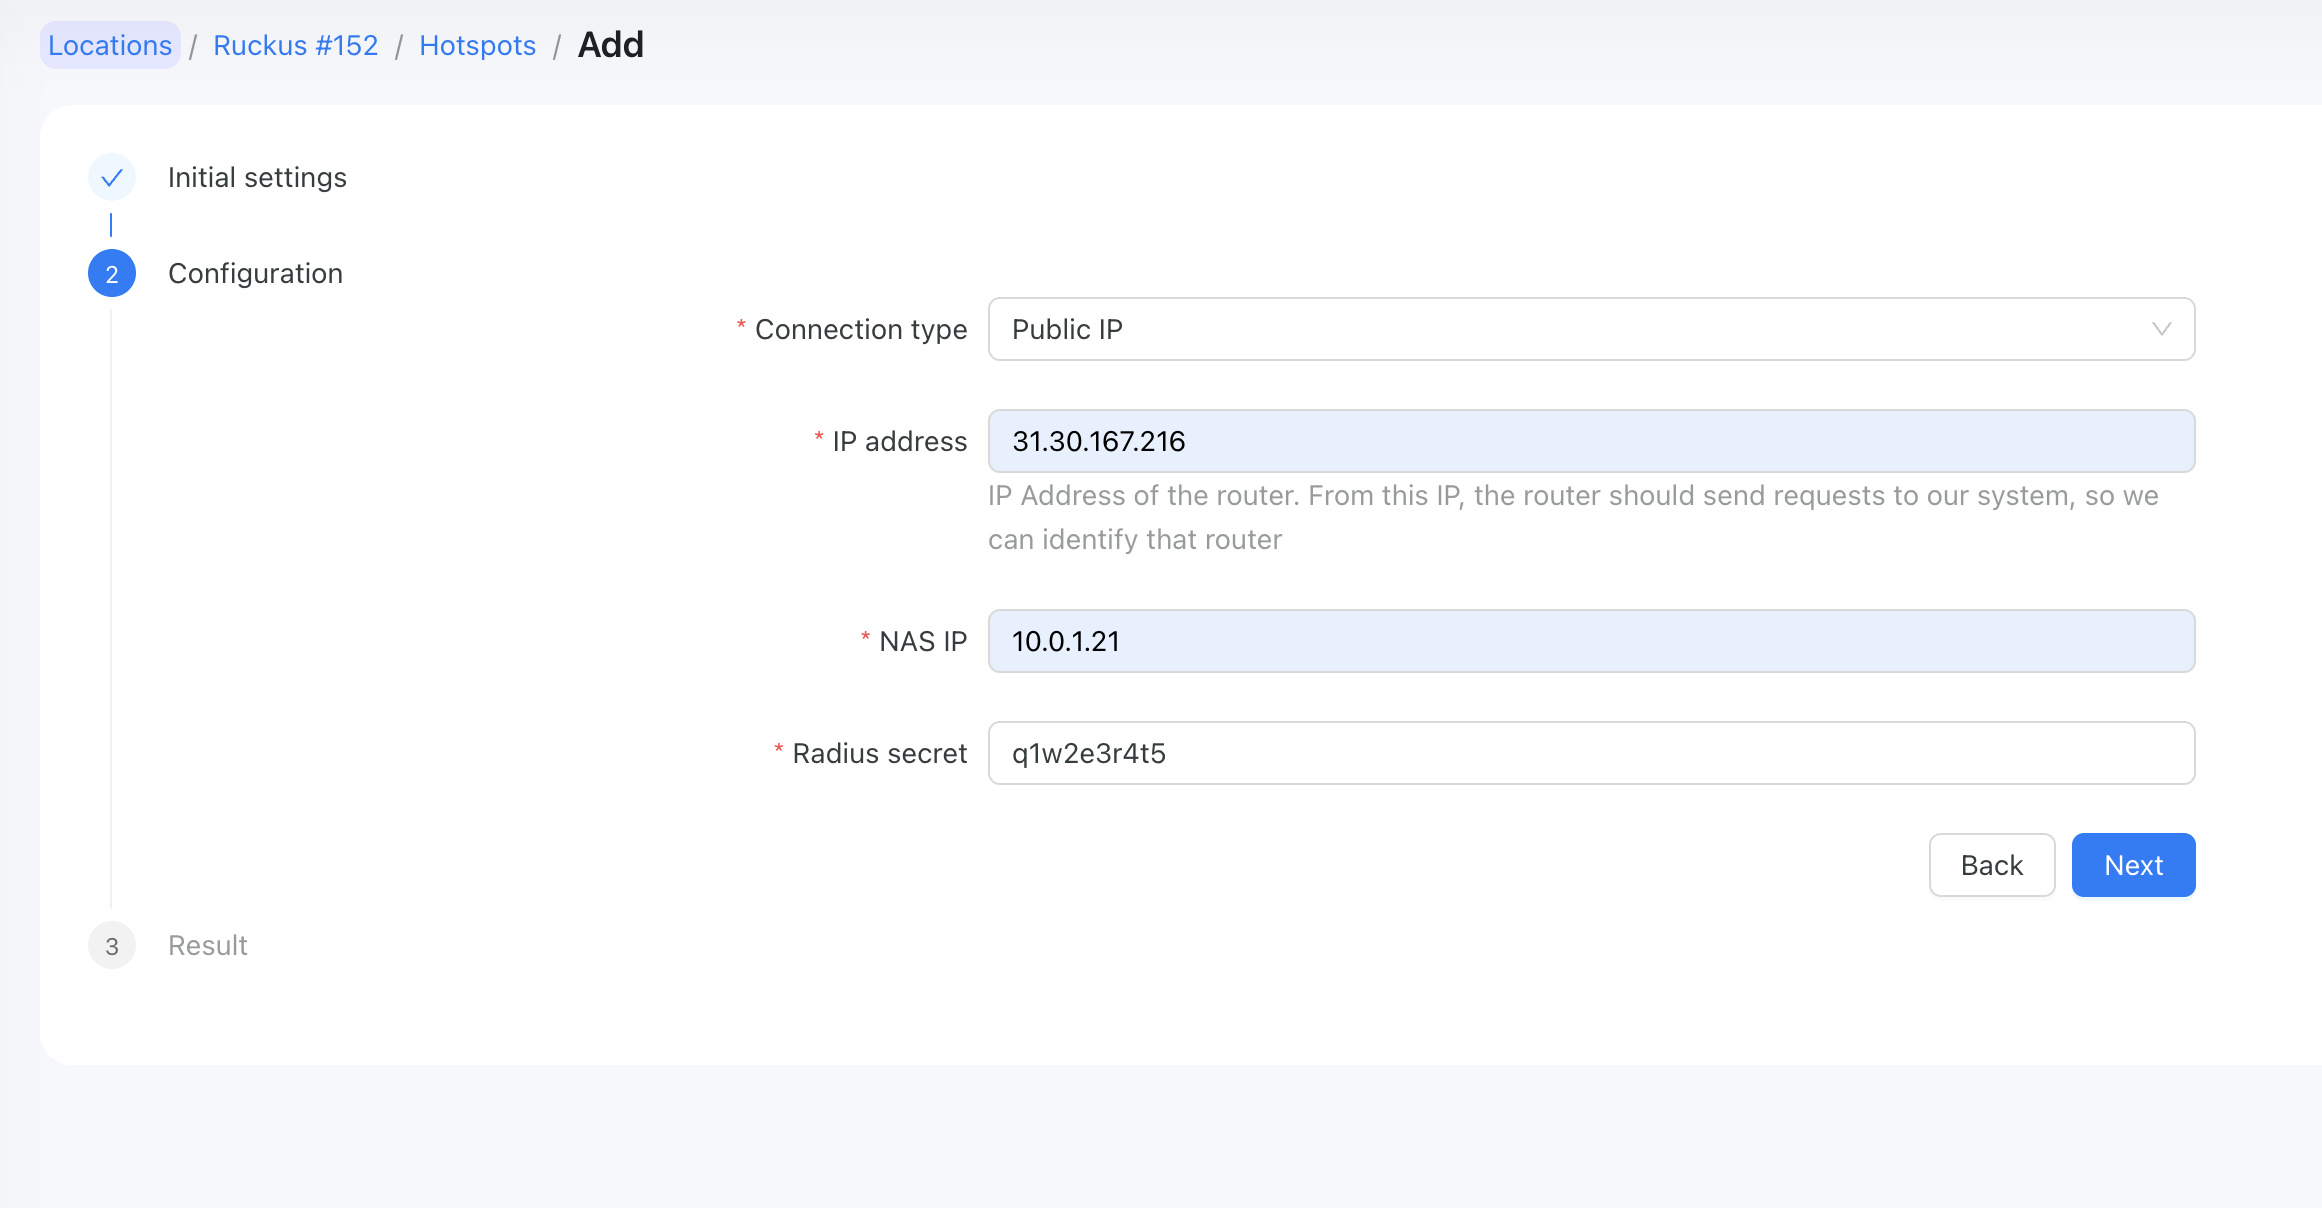 Locations / Ruckus #152 / Hotspots / Add
Initial settings
2 Configuration
* Connection type Public IP
* IP address 31.30.167.216
IP Address of the router. From this IP, the router should send requests to our system, so we
can identify that router
* NAS IP 10.0.1.21
* Radius secret q1w2e3r4t5
Back Next
3 Result